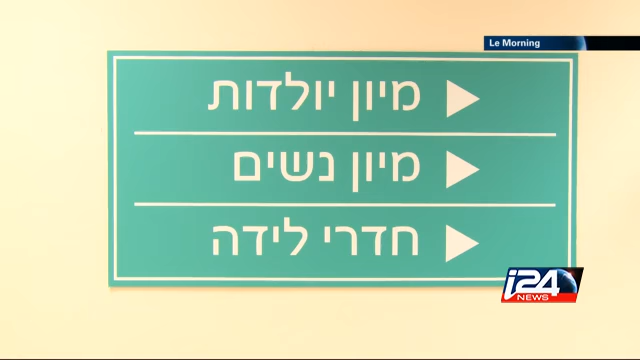 Le Morning
מיון יולדות
מיון נשים
חדרי לידה
i24
NEWS